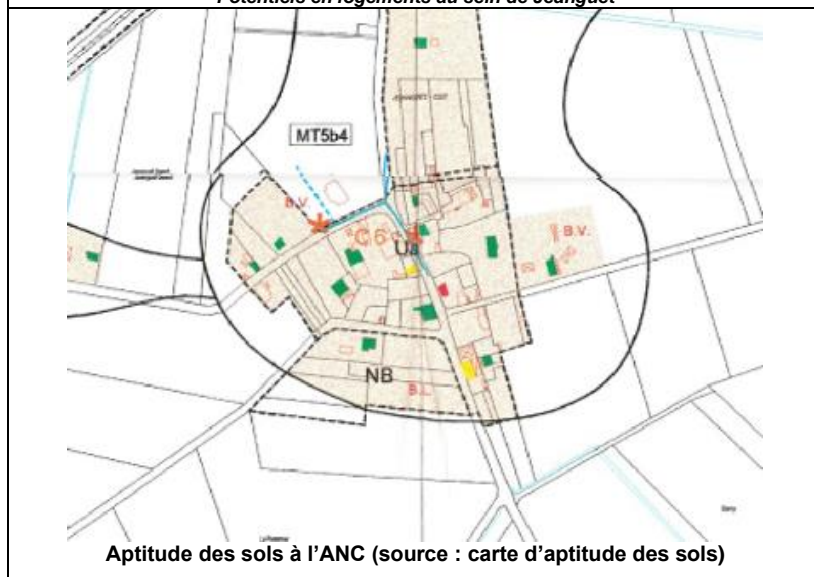 Potentiels en logements au sein de Jeanguet
MT5b4
B.V.
C6
Ua
B.V.
NB
B.I.
Aptitude des sols à l'ANC (source : carte d'aptitude des sols)